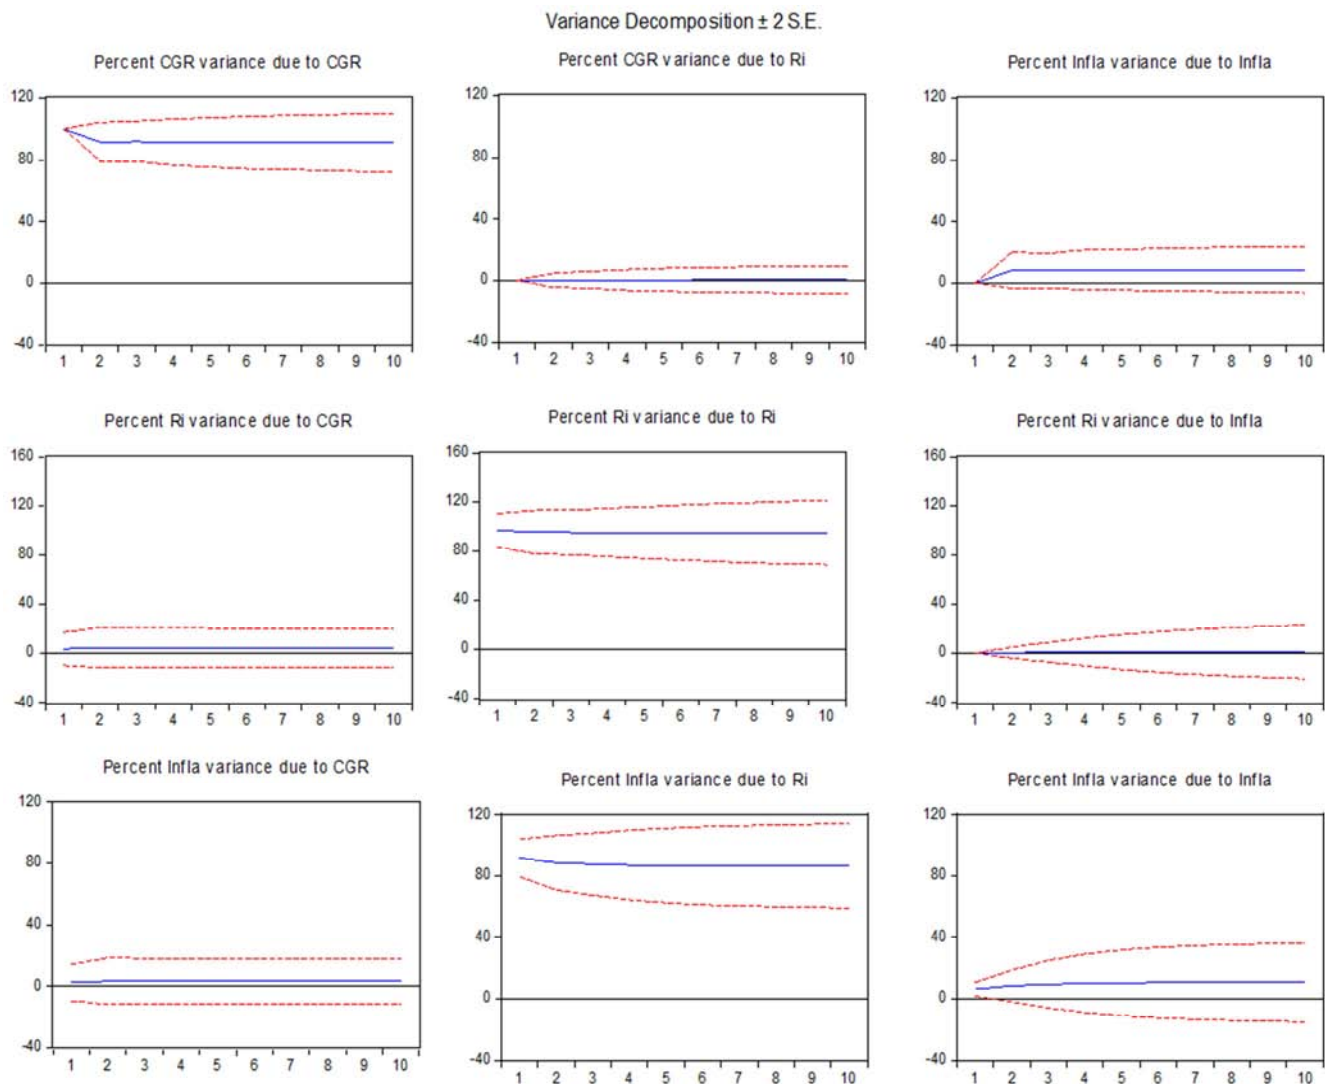 Variance Decomposition ± 2 S.E.
Percent CGR variance due to CGR
120
80
40
0
-40
1 2 3 4 5 6 7 8 9 10
Percent CGR variance due to Ri
120
80
40
0
-40
1 2 3 4 5 6 7 8 9 10
Percent Infla variance due to Infla
120
80
40
0
-40
1 2 3 4 5 6 7 8 9 10
Percent Ri variance due to CGR
160
120
80
40
0
-40
1 2 3 4 5 6 7 8 9 10
Percent Ri variance due to Ri
160
120
80
40
0
-40
1 2 3 4 5 6 7 8 9 10
Percent Ri variance due to Infla
160
120
80
40
0
-40
1 2 3 4 5 6 7 8 9 10
Percent Infla variance due to CGR
120
80
40
0
-40
1 2 3 4 5 6 7 8 9 10
Percent Infla variance due to Ri
120
80
40
0
-40
1 2 3 4 5 6 7 8 9 10
Percent Infla variance due to Infla
120
80
40
0
-40
1 2 3 4 5 6 7 8 9 10